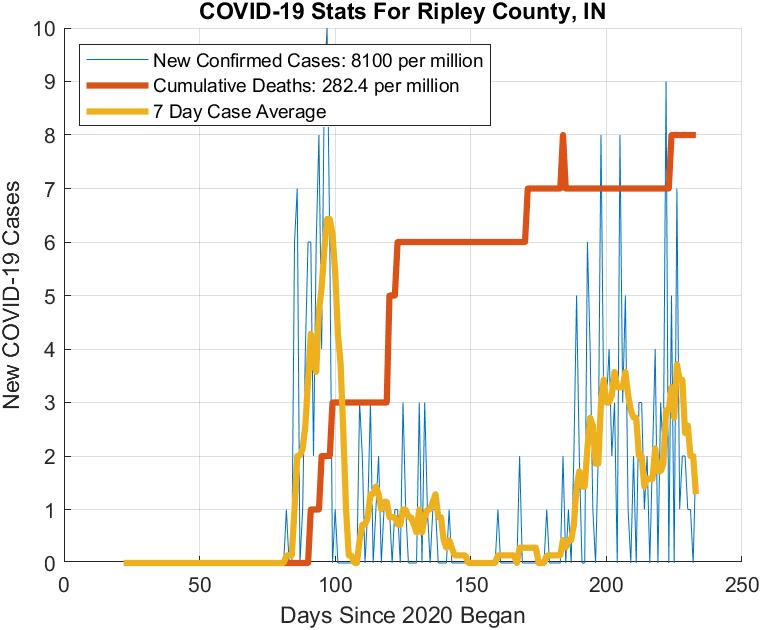 COVID-19 Stats For Ripley County, IN
New Confirmed Cases: 8100 per million
Cumulative Deaths: 282.4 per million
7 Day Case Average
New COVID-19 Cases
10
9
8
7
6
5
4
3
2
1
0
0 50 100 150 200 250
Days Since 2020 Began